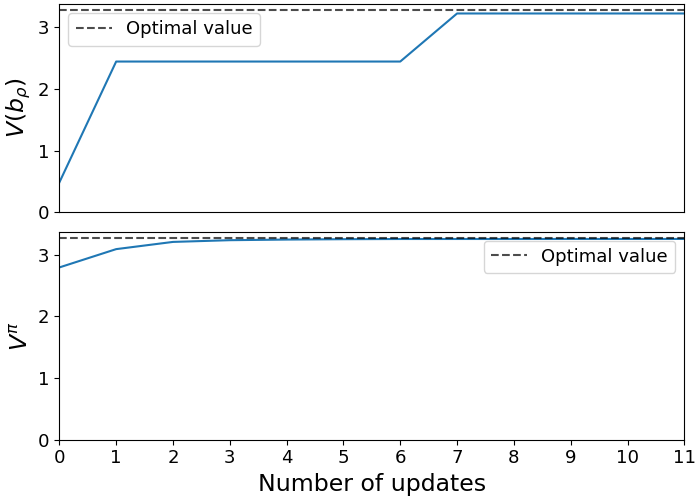 3
2
1
0
V(b_ρ)
Optimal value
3
2
1
0
V^π
Optimal value
0 1 2 3 4 5 6 7 8 9 10 11
Number of updates